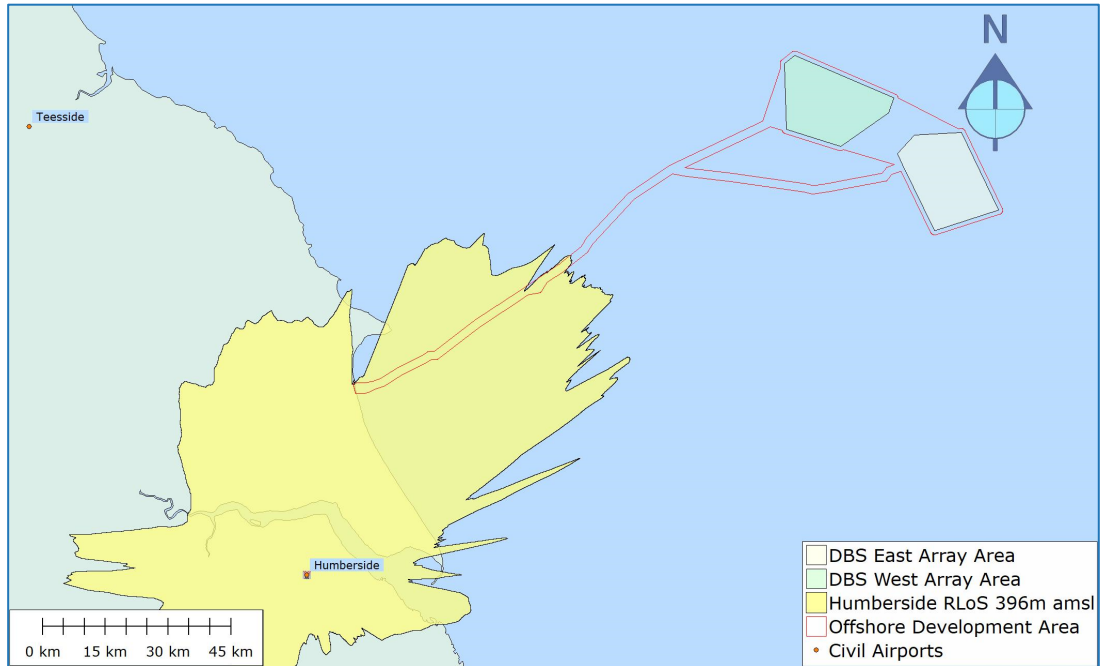 N
Teesside
Humberside
DBS East Array Area
DBS West Array Area
Humberside RLoS 396m amsl
Offshore Development Area
Civil Airports
0 km 15 km 30 km 45 km